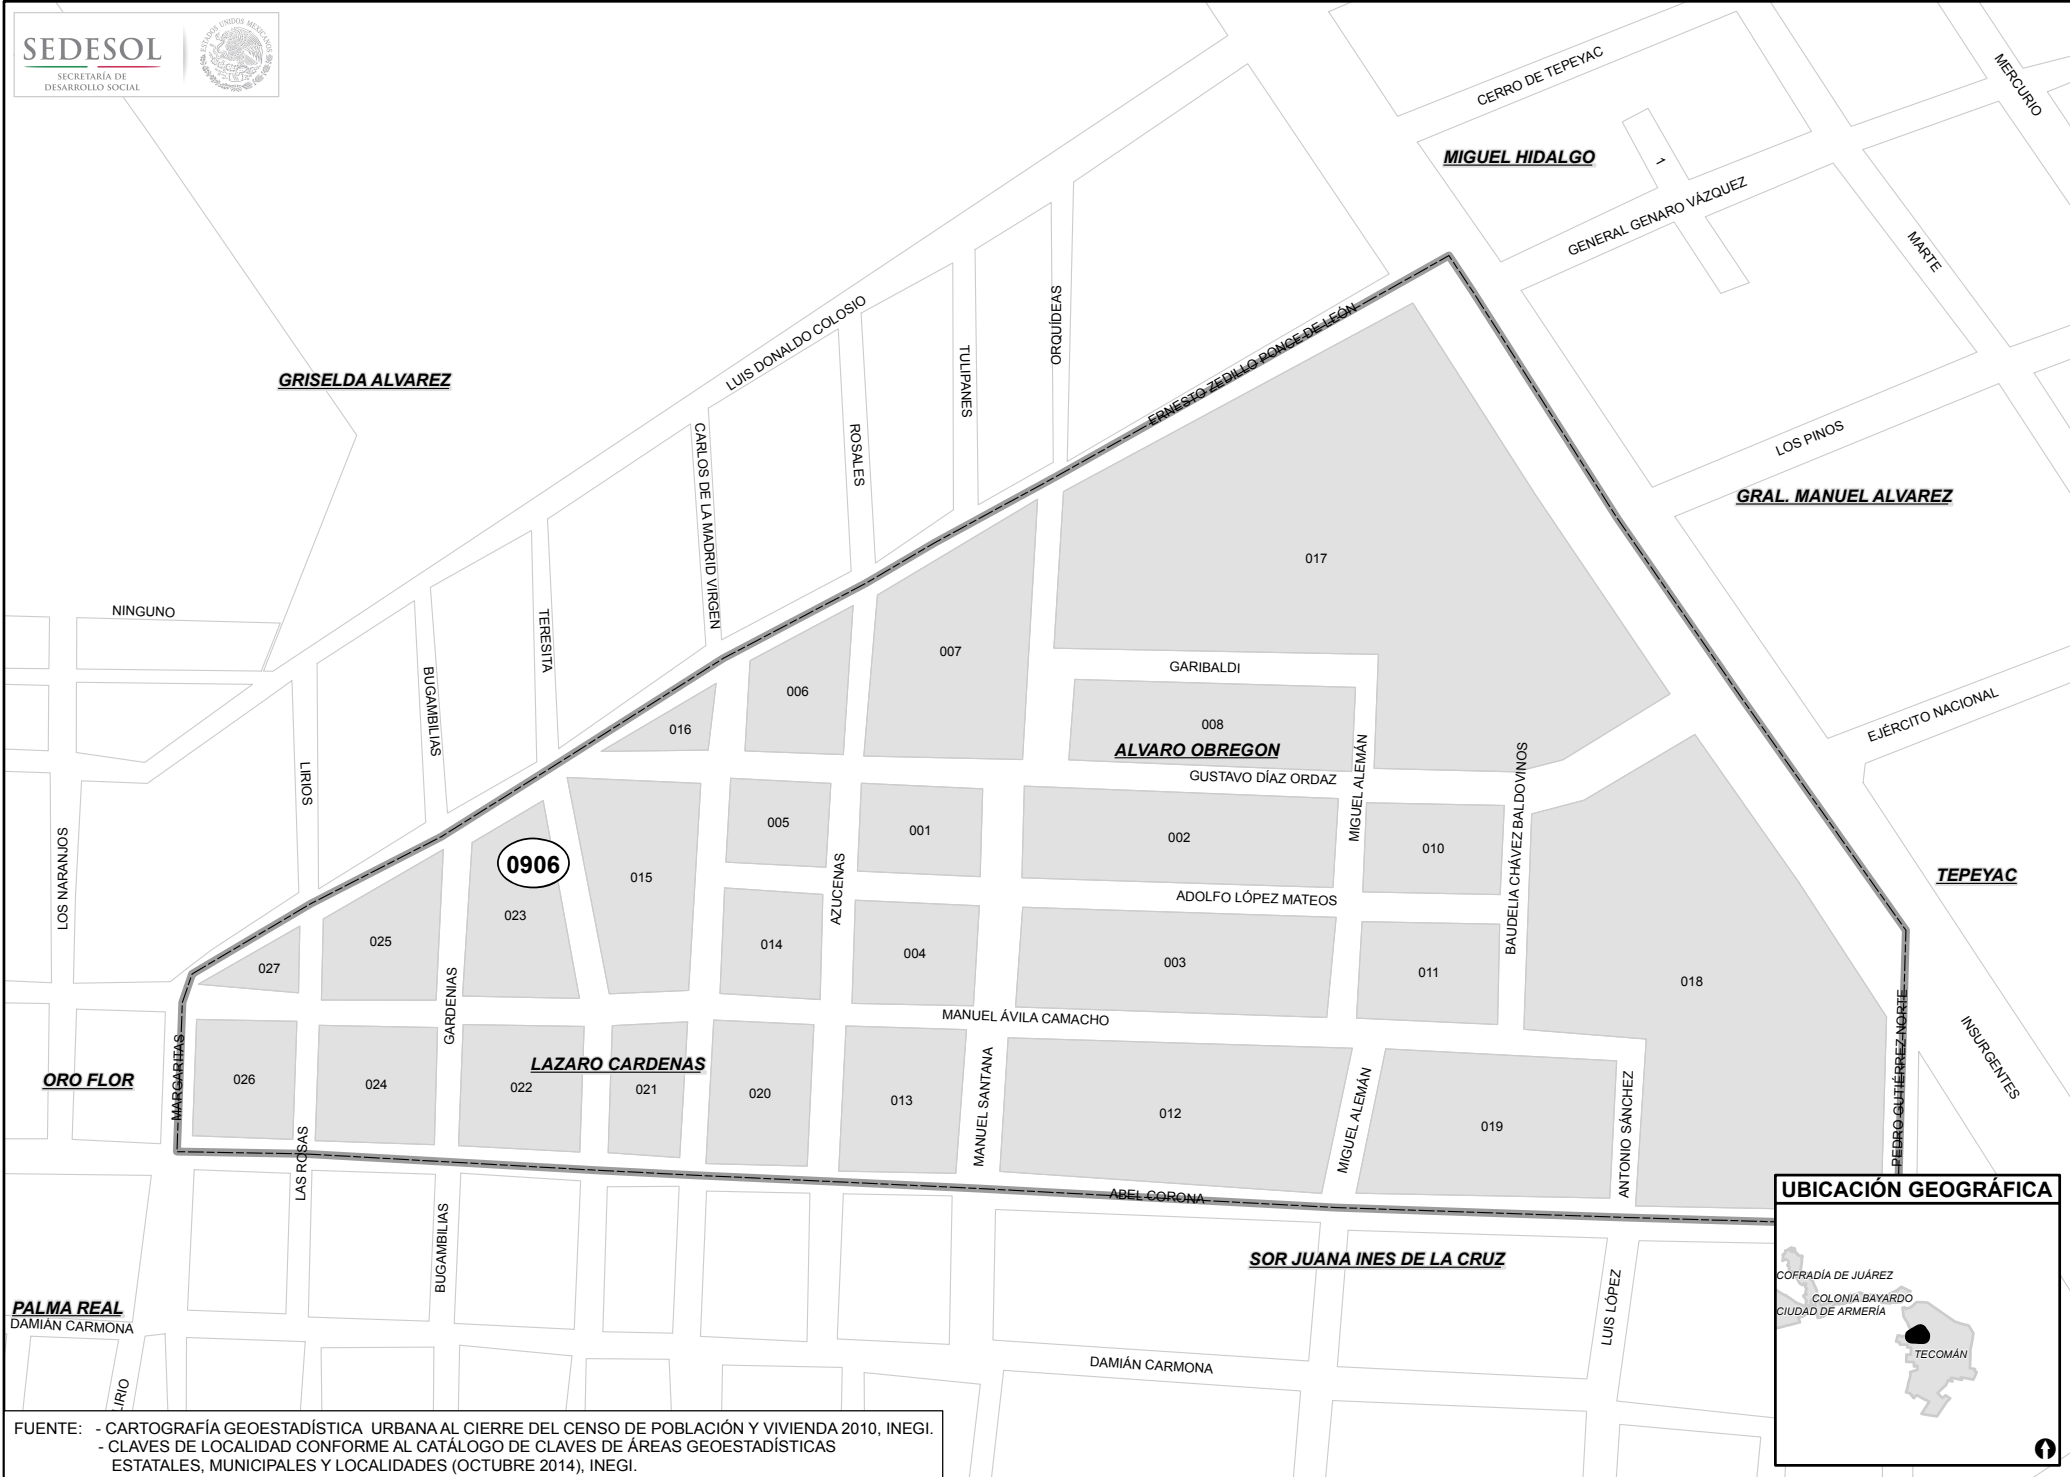 SEDESOL
SECRETARÍA DE
DESARROLLO SOCIAL
ESTADOS UNIDOS MEXICANOS
CERRO DE TEPEYAC
MERCURIO
MIGUEL HIDALGO
1
GENERAL GENARO VÁZQUEZ
MARTE
ORQUÍDEAS
LUIS DONALDO COLOSIO
TULIPANES
ERNESTO ZEDILLO PONCE DE LEÓN
GRISELDA ALVAREZ
ROSALES
CARLOS DE LA MADRID VIRGEN
LOS PINOS
GRAL. MANUEL ALVAREZ
017
NINGUNO
TERESITA
BUGAMBILIAS
007
GARIBALDI
006
016
008
ALVARO OBREGON
EJÉRCITO NACIONAL
GUSTAVO DÍAZ ORDAZ
MIGUEL ALEMÁN
BAUDELIA CHÁVEZ BALDOVINOS
LIRIOS
005
001
002
010
LOS NARANJOS
0906
015
AZUCENAS
ADOLFO LÓPEZ MATEOS
TEPEYAC
023
025
014
004
003
011
027
018
GARDENIAS
MANUEL ÁVILA CAMACHO
PEDRO GUTIÉRREZ NORTE
INSURGENTES
MARGARITAS
LAZARO CARDENAS
ORO FLOR
026
024
022
021
020
013
MANUEL SANTANA
012
MIGUEL ALEMÁN
019
ANTONIO SÁNCHEZ
LAS ROSAS
ABEL CORONA
BUGAMBILIAS
SOR JUANA INES DE LA CRUZ
LUIS LÓPEZ
PALMA REAL
DAMIÁN CARMONA
DAMIÁN CARMONA
LIRIO
UBICACIÓN GEOGRÁFICA
COFRADÍA DE JUÁREZ
COLONIA BAYARDO
CIUDAD DE ARMERÍA
TECOMÁN
FUENTE: - CARTOGRAFÍA GEOESTADÍSTICA URBANA AL CIERRE DEL CENSO DE POBLACIÓN Y VIVIENDA 2010, INEGI.
- CLAVES DE LOCALIDAD CONFORME AL CATÁLOGO DE CLAVES DE ÁREAS GEOESTADÍSTICAS
ESTATALES, MUNICIPALES Y LOCALIDADES (OCTUBRE 2014), INEGI.